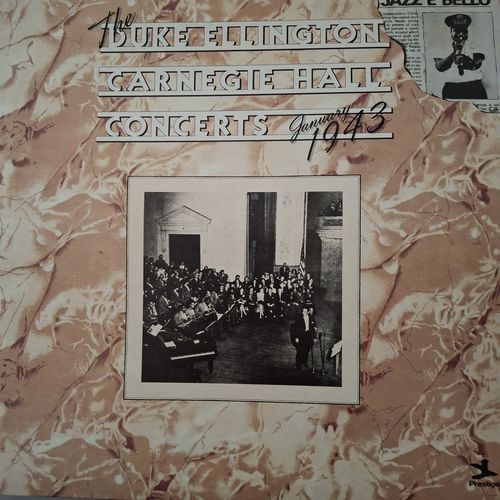 The
DUKE ELLINGTON
CARNEGIE HALL
CONCERTS January
1943
JAZZ È BELLO
Prestige